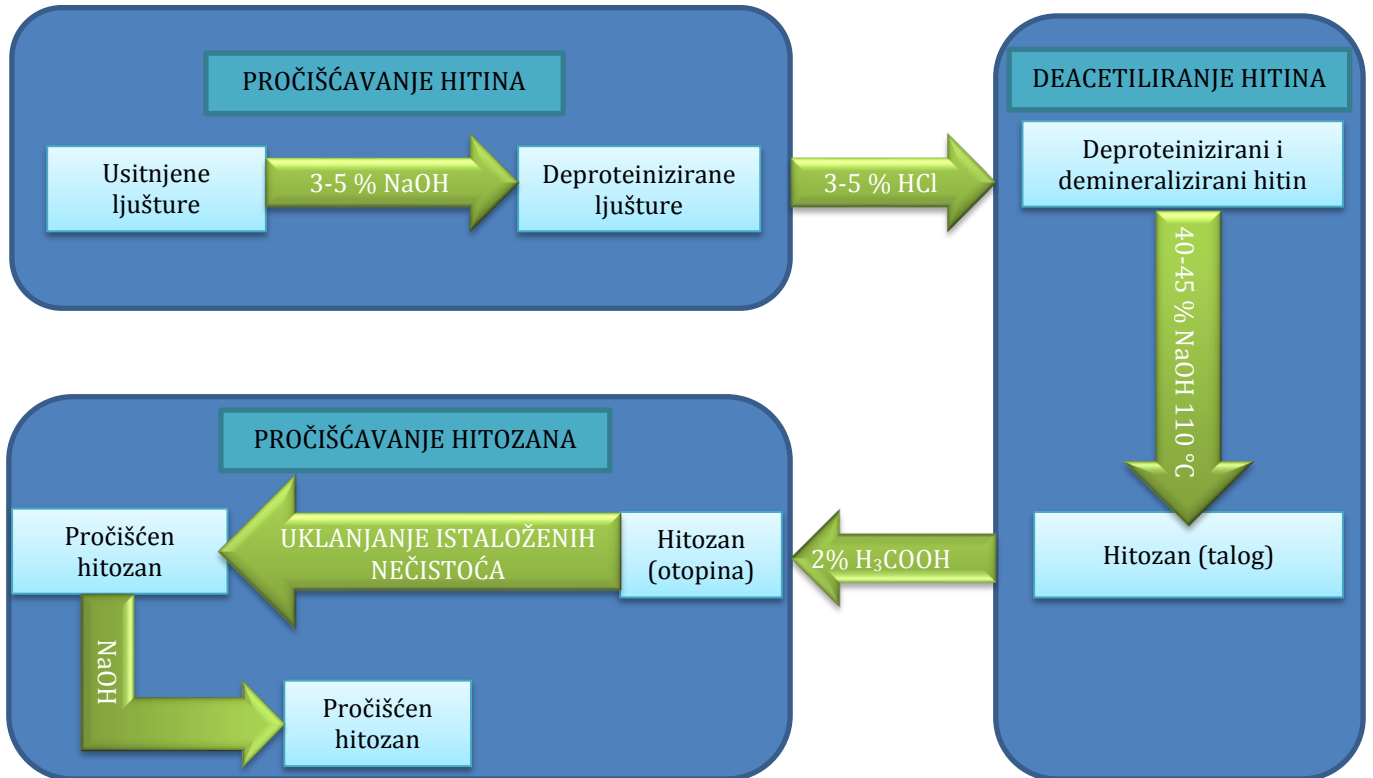 PROČIŠĆAVANJE HITINA
Usitnjene
ljušture
3-5 % NaOH
Deproteinizirane
ljušture
3-5 % HCl
DEACETILIRANJE HITINA
Deproteinizirani i
demineralizirani hitin
40-45 % NaOH 110 °C
Hitozan (talog)
2% H₃COOH
PROČIŠĆAVANJE HITOZANA
Hitozan
(otopina)
UKLANJANJE ISTALOŽENIH
NEČISTOĆA
Pročišćen
hitozan
NaOH
Pročišćen
hitozan